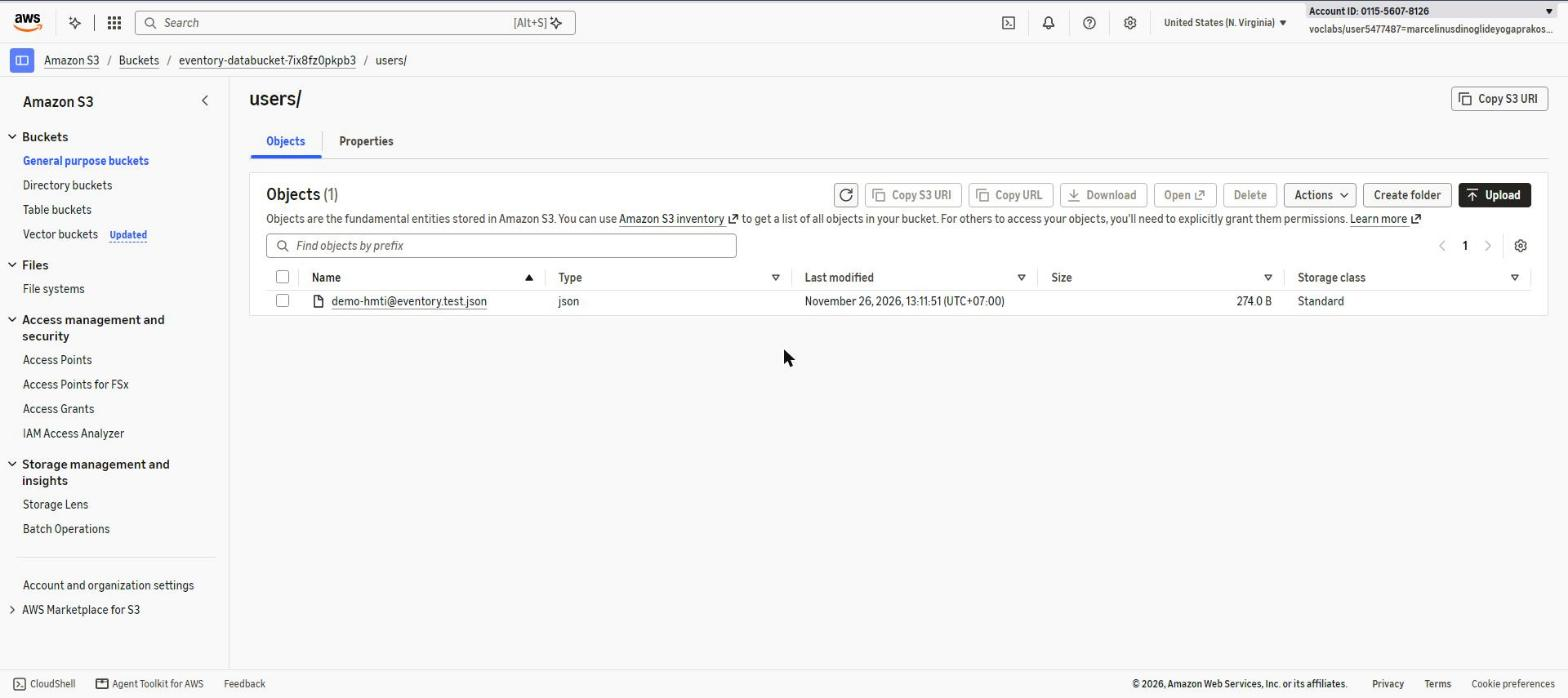 aws
Search [Alt+S]
United States (N. Virginia)
Account ID: 0115-5607-8126
voclabs/user5477487=marcelinusdinoglideyogaprakos...
Amazon S3 / Buckets / eventory-databucket-7ix8fz0pkpb3 / users/
Amazon S3
Buckets
General purpose buckets
Directory buckets
Table buckets
Vector buckets Updated
Files
File systems
Access management and
security
Access Points
Access Points for FSx
Access Grants
IAM Access Analyzer
Storage management and
insights
Storage Lens
Batch Operations
Account and organization settings
AWS Marketplace for S3
users/
Copy S3 URI
Objects Properties
Objects (1)
Copy S3 URI Copy URL Download Open Delete Actions Create folder Upload
Objects are the fundamental entities stored in Amazon S3. You can use Amazon S3 inventory to get a list of all objects in your bucket. For others to access your objects, you'll need to explicitly grant them permissions. Learn more
Find objects by prefix
1
Name Type Last modified Size Storage class
demo-hmti@eventory.test.json json November 26, 2026, 13:11:51 (UTC+07:00) 274.0 B Standard
CloudShell Agent Toolkit for AWS Feedback
© 2026, Amazon Web Services, Inc. or its affiliates. Privacy Terms Cookie preferences